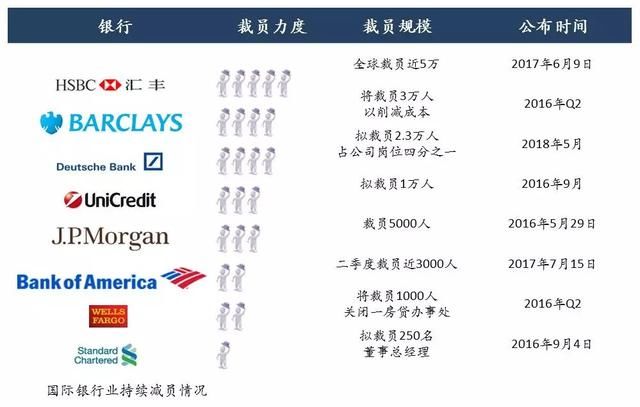 银行 裁员力度 裁员规模 公布时间
HSBC 汇丰 全球裁员近5万 2017年6月9日
BARCLAYS 将裁员3万人 2016年Q2
以削减成本
Deutsche Bank 拟裁员2.3万人 2018年5月
占公司岗位四分之一
UniCredit 拟裁员1万人 2016年9月
J.P.Morgan 裁员5000人 2016年5月29日
Bank of America 二季度裁员近3000人 2017年7月15日
WELLS
FARGO 将裁员1000人 2016年Q2
关闭一房贷办事处
Standard
Chartered 拟裁员250名 2016年9月4日
董事总经理
国际银行业持续减员情况